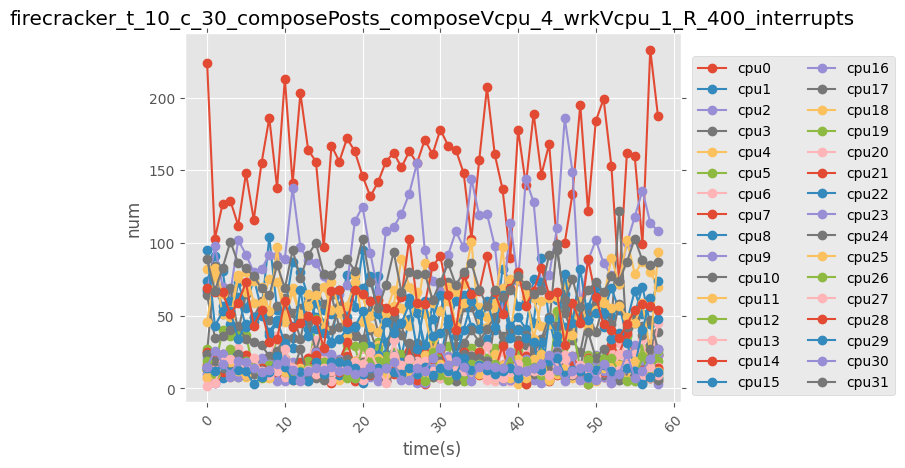 firecracker_t_10_c_30_composePosts_composeVcpu_4_wrkVcpu_1_R_400_interrupts
num
200
150
100
50
0
0 10 20 30 40 50 60
time(s)
cpu0 cpu16
cpu1 cpu17
cpu2 cpu18
cpu3 cpu19
cpu4 cpu20
cpu5 cpu21
cpu6 cpu22
cpu7 cpu23
cpu8 cpu24
cpu9 cpu25
cpu10 cpu26
cpu11 cpu27
cpu12 cpu28
cpu13 cpu29
cpu14 cpu30
cpu15 cpu31